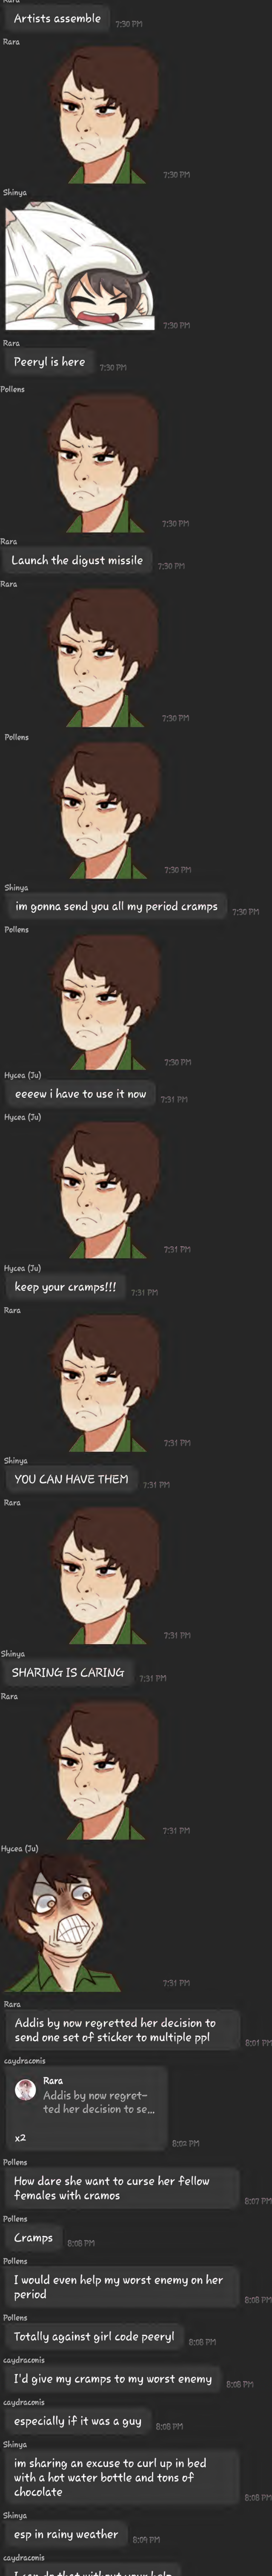 Rara
Artists assemble
7:30 PM
Rara
7:30 PM
Shinya
7:30 PM
Rara
Peeryl is here
7:30 PM
Pollens
7:30 PM
Rara
Launch the digust missile
7:30 PM
Rara
7:30 PM
Pollens
7:30 PM
Shinya
im gonna send you all my period cramps
7:30 PM
Pollens
7:30 PM
Hycea (Ju)
eeeew i have to use it now
7:31 PM
Hycea (Ju)
7:31 PM
Hycea (Ju)
keep your cramps!!!
7:31 PM
Rara
7:31 PM
Shinya
YOU CAN HAVE THEM
7:31 PM
Rara
7:31 PM
Shinya
SHARING IS CARING
7:31 PM
Rara
7:31 PM
Hycea (Ju)
7:31 PM
Rara
Addis by now regretted her decision to
send one set of sticker to multiple ppl
8:01 PM
caydraconis
Rara
Addis by now regret-
ted her decision to se...
x2
8:02 PM
Pollens
How dare she want to curse her fellow
females with cramos
8:07 PM
Pollens
Cramps
8:08 PM
Pollens
I would even help my worst enemy on her
period
8:08 PM
Pollens
Totally against girl code peeryl
8:08 PM
caydraconis
I'd give my cramps to my worst enemy
8:08 PM
caydraconis
especially if it was a guy
8:08 PM
Shinya
im sharing an excuse to curl up in bed
with a hot water bottle and tons of
chocolate
8:08 PM
Shinya
esp in rainy weather
8:09 PM
caydraconis
I can do that without your help